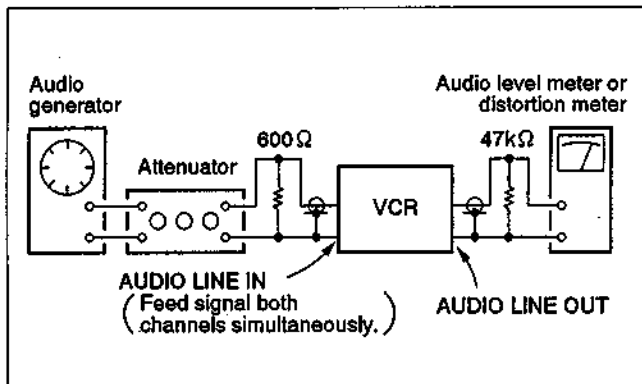 Audio
generator
Attenuator
600Ω
VCR
47kΩ
Audio level meter or
distortion meter
AUDIO LINE IN
(Feed signal both
channels simultaneously.)
AUDIO LINE OUT